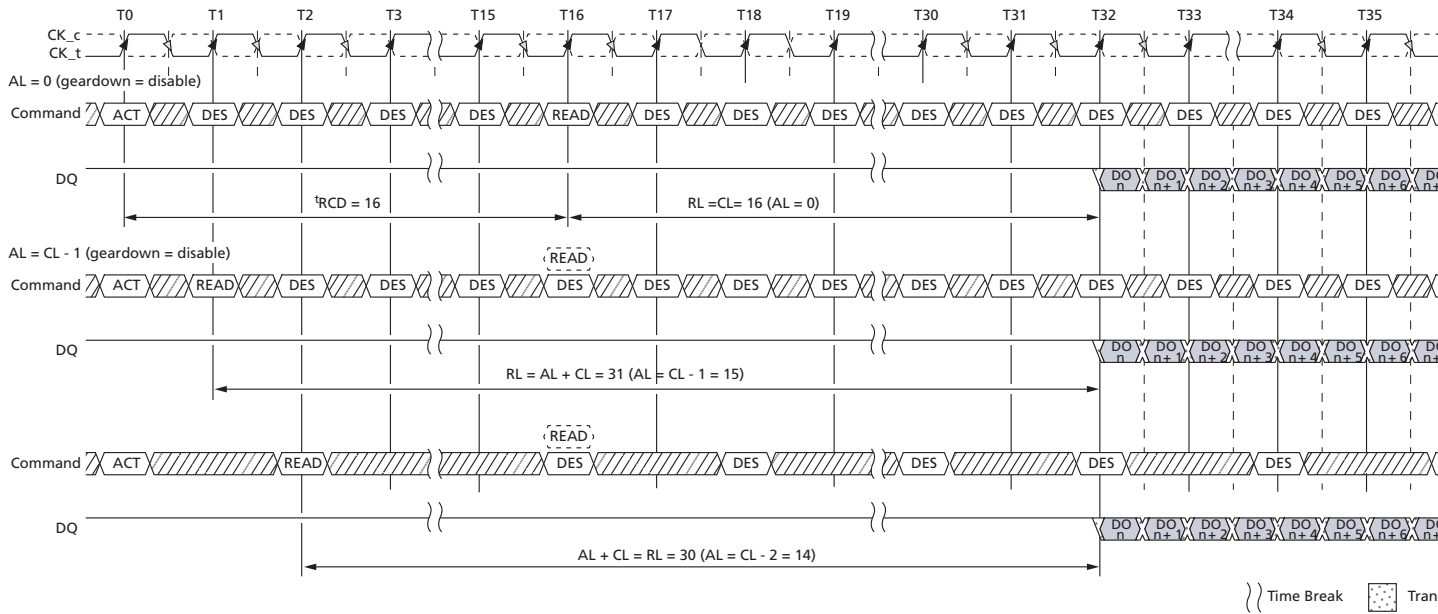 T0 T1 T2 T3 T15 T16 T17 T18 T19 T30 T31 T32 T33 T34 T35
CK_c
CK_t
AL = 0 (geardown = disable)
Command ACT DES DES DES DES READ DES DES DES DES DES DES DES DES DES
DQ DO n DO n + 1 DO n + 2 DO n + 3 DO n + 4 DO n + 5 DO n + 6
tRCD = 16 RL =CL= 16 (AL = 0)
AL = CL - 1 (geardown = disable)
READ
Command ACT READ DES DES DES DES DES DES DES DES DES DES DES DES DES
DQ DO n DO n + 1 DO n + 2 DO n + 3 DO n + 4 DO n + 5 DO n + 6
RL = AL + CL = 31 (AL = CL - 1 = 15)
READ
Command ACT READ DES DES DES DES DES
DQ DO n DO n + 1 DO n + 2 DO n + 3 DO n + 4 DO n + 5 DO n + 6
AL + CL = RL = 30 (AL = CL - 2 = 14)
Time Break Tran